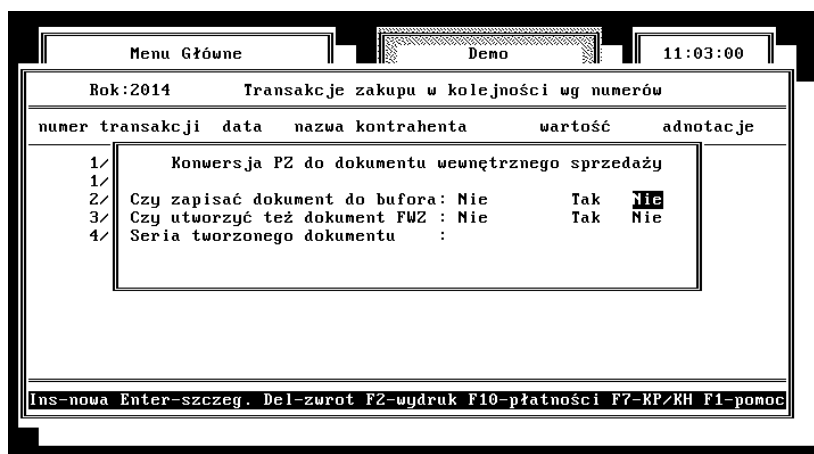 Menu Główne Demo 11:03:00
Rok:2014 Transakcje zakupu w kolejności wg numerów
numer transakcji data nazwa kontrahenta wartość adnotacje
1/ Konwersja PZ do dokumentu wewnętrznego sprzedaży
1/
2/ Czy zapisać dokument do bufora: Nie Tak Nie
3/ Czy utworzyć też dokument FWZ : Nie Tak Nie
4/ Seria tworzonego dokumentu :
Ins-nowa Enter-szczeg. Del-zwrot F2-wydruk F10-płatności F7-KP/KH F1-pomoc